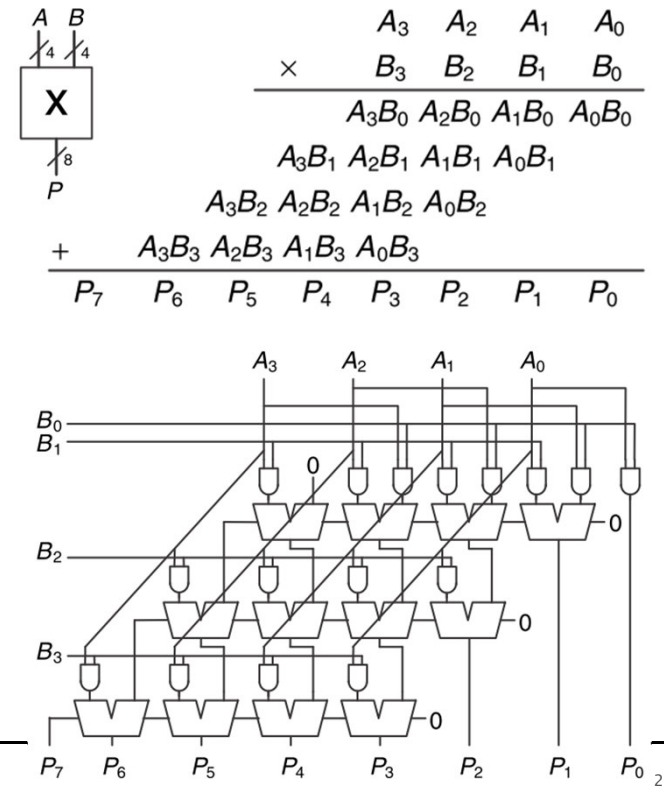 A B
A₃ A₂ A₁ A₀
4 4
× B₃ B₂ B₁ B₀
X
A₃B₀ A₂B₀ A₁B₀ A₀B₀
8
A₃B₁ A₂B₁ A₁B₁ A₀B₁
P
A₃B₂ A₂B₂ A₁B₂ A₀B₂
+ A₃B₃ A₂B₃ A₁B₃ A₀B₃
P₇ P₆ P₅ P₄ P₃ P₂ P₁ P₀
A₃ A₂ A₁ A₀
B₀
B₁
0
0
B₂
0
B₃
0
P₇ P₆ P₅ P₄ P₃ P₂ P₁ P₀
2